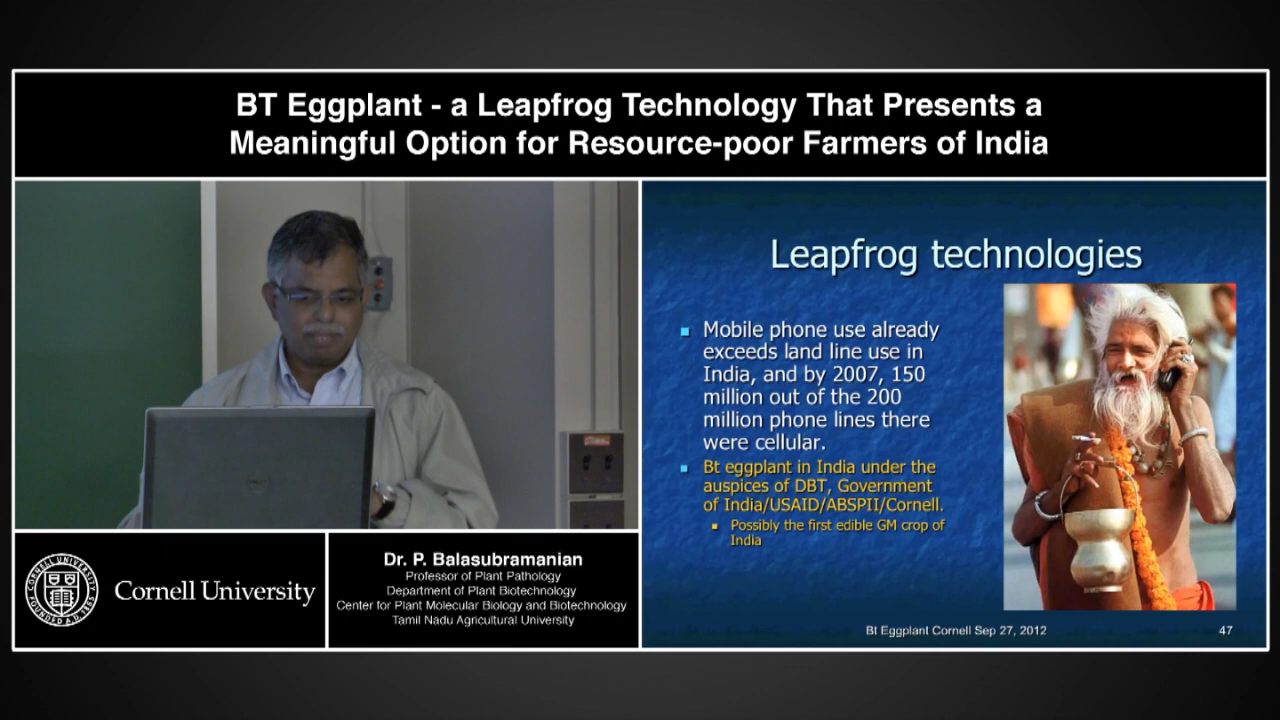 BT Eggplant - a Leapfrog Technology That Presents a
Meaningful Option for Resource-poor Farmers of India
Leapfrog technologies
Mobile phone use already
exceeds land line use in
India, and by 2007, 150
million out of the 200
million phone lines there
were cellular.
Bt eggplant in India under the
auspices of DBT, Government
of India/USAID/ABSPII/Cornell.
Possibly the first edible GM crop of
India
Bt Eggplant Cornell Sep 27, 2012
47
CORNELL UNIVERSITY
FOUNDED A.D. 1865
Cornell University
Dr. P. Balasubramanian
Professor of Plant Pathology
Department of Plant Biotechnology
Center for Plant Molecular Biology and Biotechnology
Tamil Nadu Agricultural University